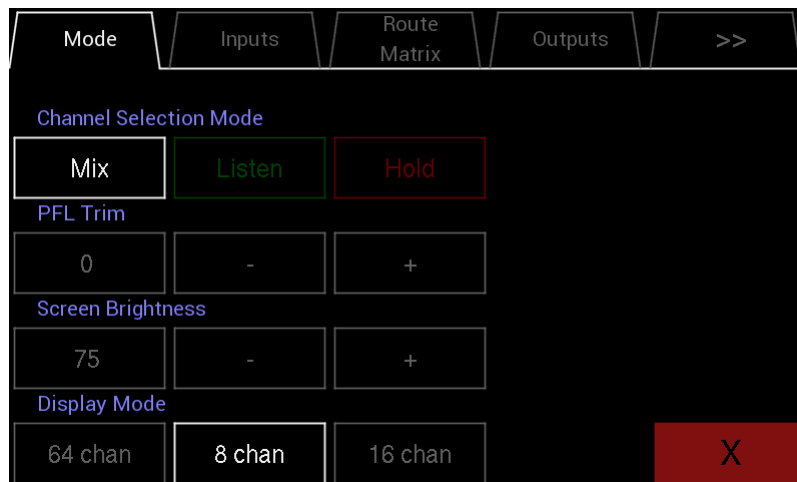 Mode Inputs Route Matrix Outputs >>
Channel Selection Mode
Mix Listen Hold
PFL Trim
0 - +
Screen Brightness
75 - +
Display Mode
64 chan 8 chan 16 chan X